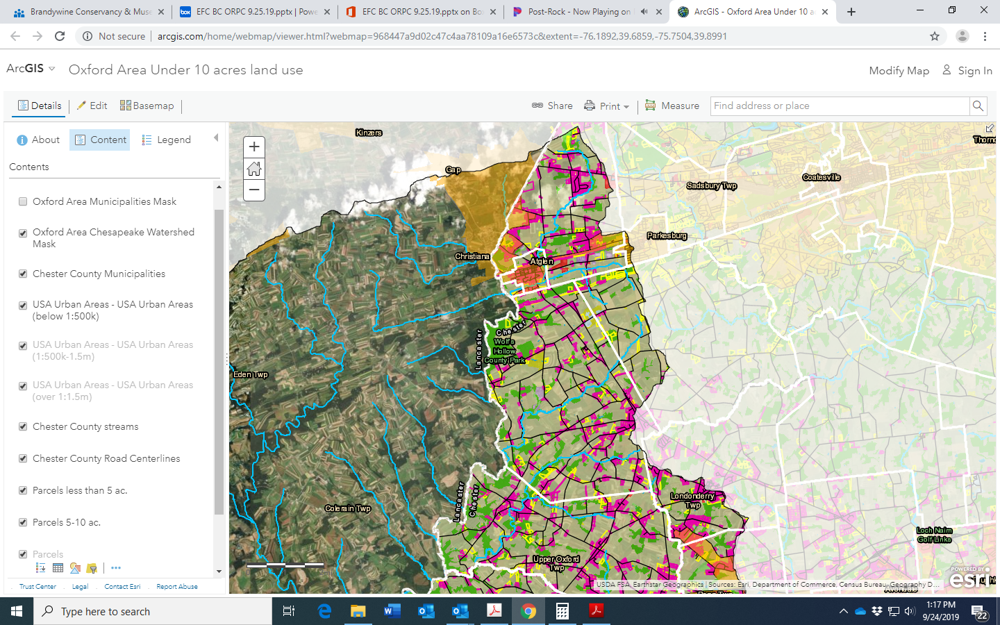 Brandywine Conservancy & Muse
EFC BC ORPC 9.25.19.pptx | Powe
EFC BC ORPC 9.25.19.pptx on Bo
Post-Rock - Now Playing on
ArcGIS - Oxford Area Under 10 a
Not secure | arcgis.com/home/webmap/viewer.html?webmap=968447a9d02c47c4aa78109a16e6573c&extent=-76.1892,39.6859,-75.7504,39.8991
ArcGIS
Oxford Area Under 10 acres land use
Modify Map
Sign In
Details
Edit
Basemap
Share
Print
Measure
Find address or place
About
Content
Legend
Contents
Oxford Area Municipalities Mask
Oxford Area Chesapeake Watershed
Mask
Chester County Municipalities
USA Urban Areas - USA Urban Areas
(below 1:500k)
USA Urban Areas - USA Urban Areas
(1:500k-1.5m)
USA Urban Areas - USA Urban Areas
(over 1:1.5m)
Chester County streams
Chester County Road Centerlines
Parcels less than 5 ac.
Parcels 5-10 ac.
Parcels
Trust Center
Legal
Contact Esri
Report Abuse
Kinzers
Gap
Thornc
Coatesville
Sadsbury Twp
Parkesburg
Christiana
Atglen
Lancaster
Chester
Wolf's
Hollow
County Park
Eden Twp
Lancaster
Chester
Colerain Twp
Londonderry
Twp
Upper Oxford
Twp
Loch Nairn
Golf Links
Avondale
POWERED BY
esri
USDA FSA, Earthstar Geographics | Sources: Esri, Department of Commerce, Census Bureau, Geography D...
Type here to search
1:17 PM
9/24/2019
22